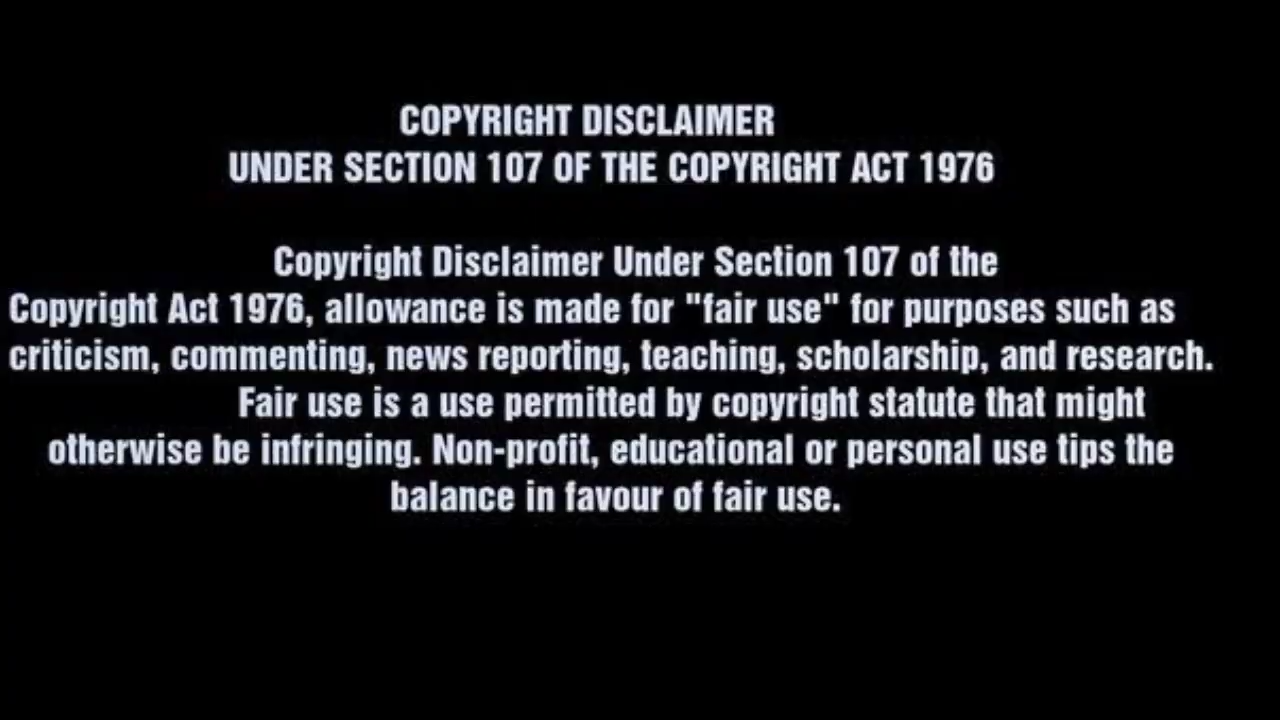 COPYRIGHT DISCLAIMER
UNDER SECTION 107 OF THE COPYRIGHT ACT 1976
Copyright Disclaimer Under Section 107 of the
Copyright Act 1976, allowance is made for "fair use" for purposes such as
criticism, commenting, news reporting, teaching, scholarship, and research.
Fair use is a use permitted by copyright statute that might
otherwise be infringing. Non-profit, educational or personal use tips the
balance in favour of fair use.